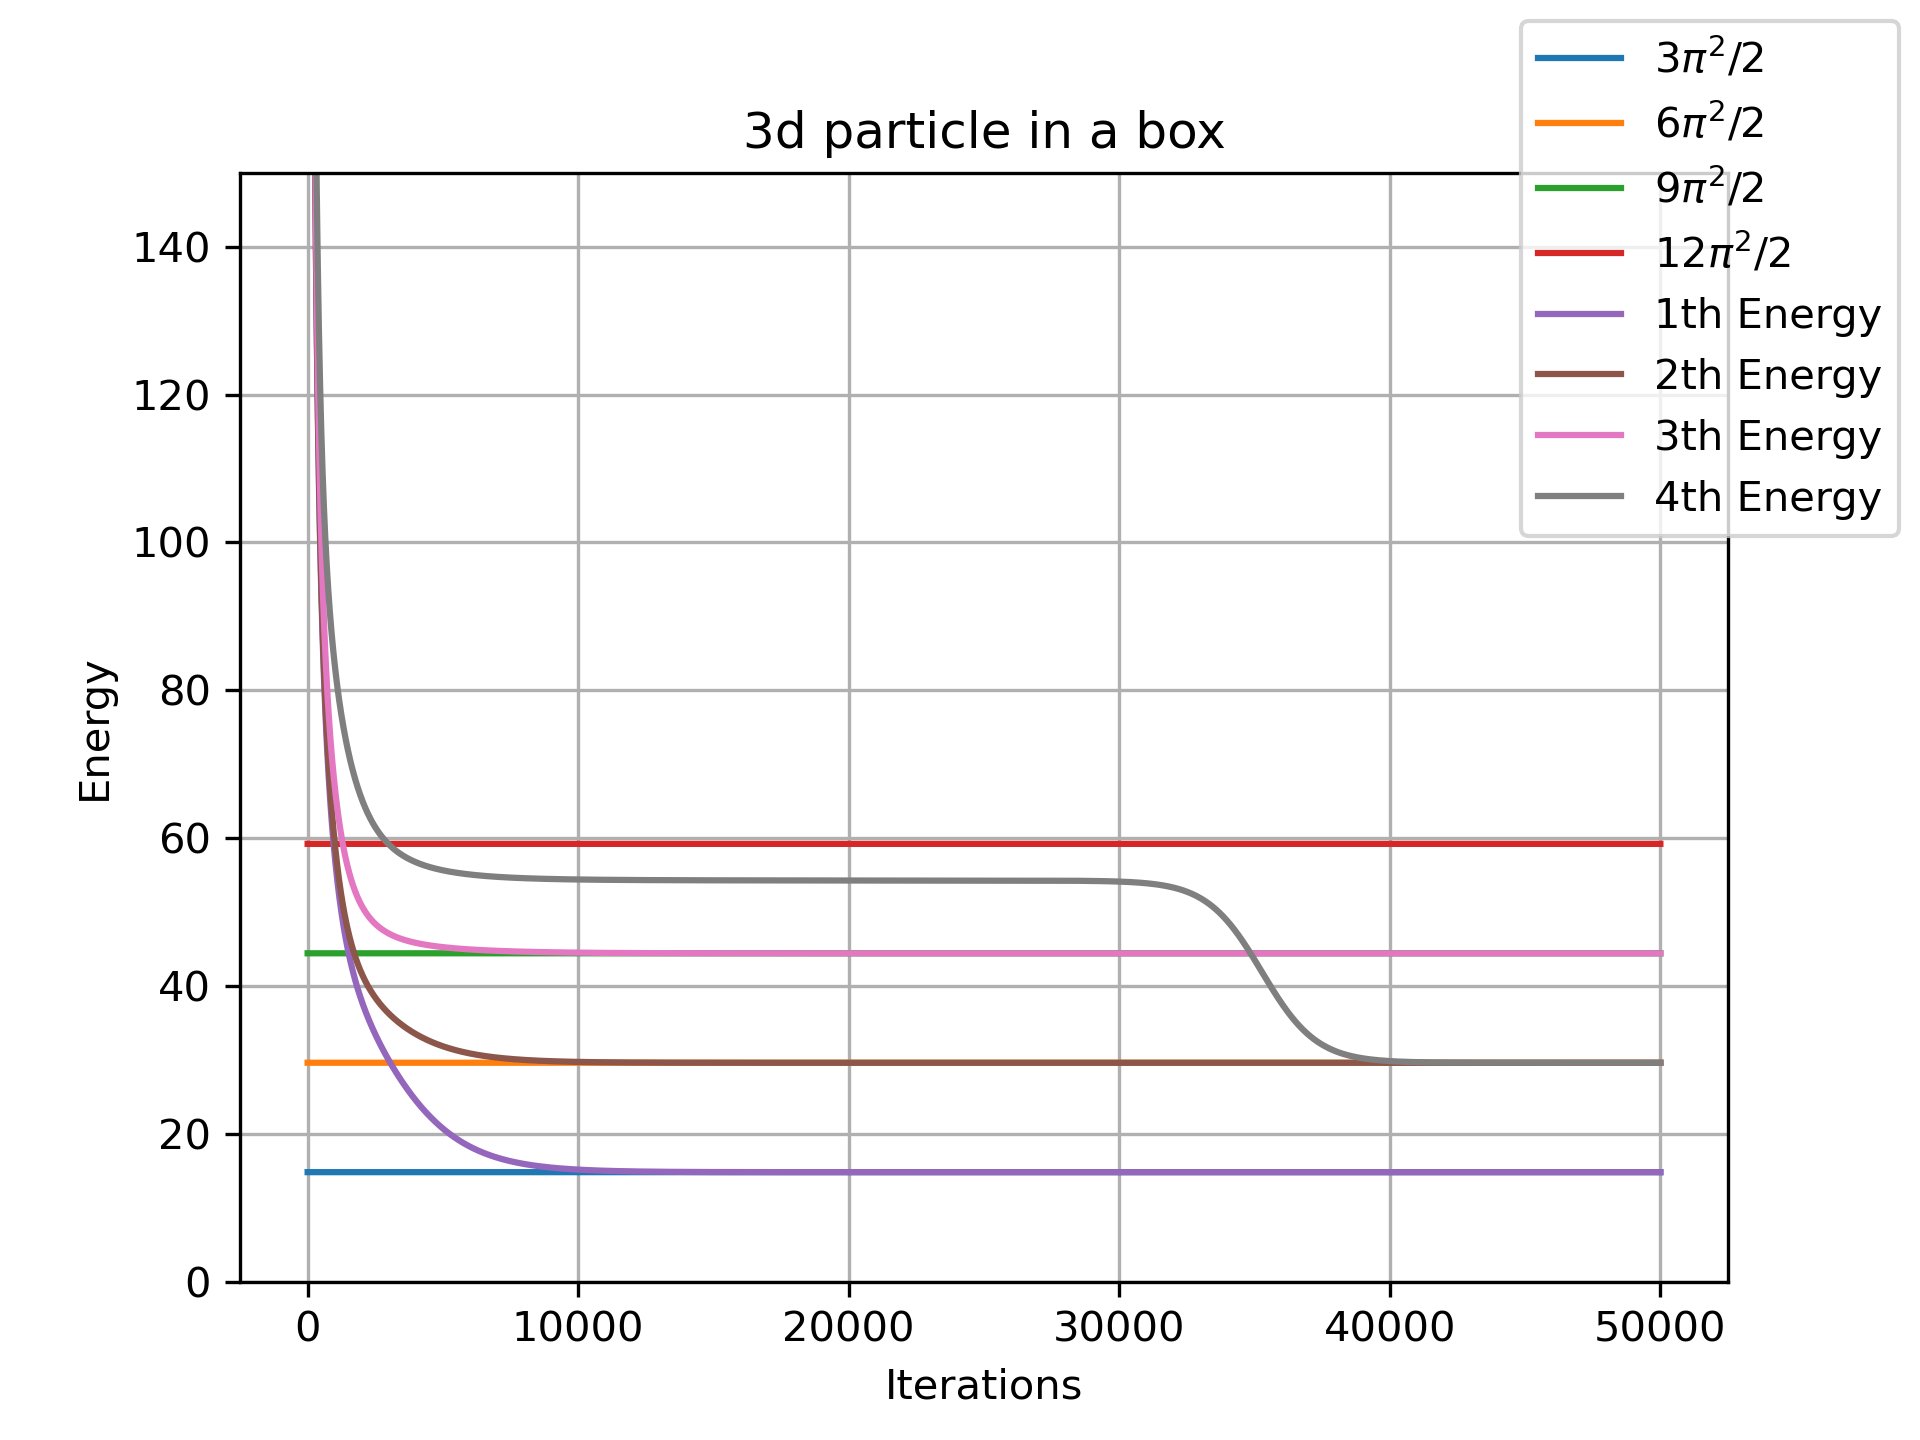 3π²/2
6π²/2
9π²/2
12π²/2
1th Energy
2th Energy
3th Energy
4th Energy
3d particle in a box
140
120
100
80
60
40
20
0
Energy
0 10000 20000 30000 40000 50000
Iterations